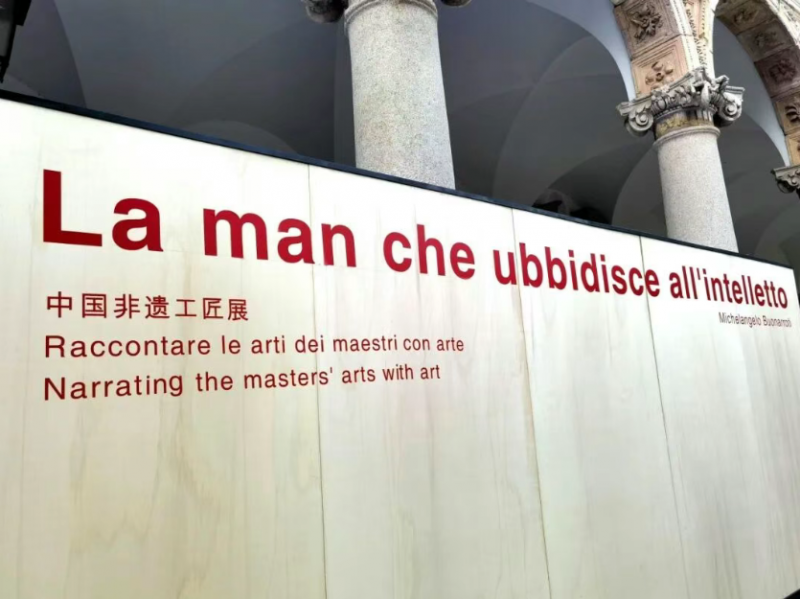 La man che ubbidisce all'intelletto
Michelangelo Buonarroti
中国非遗工匠展
Raccontare le arti dei maestri con arte
Narrating the masters' arts with art